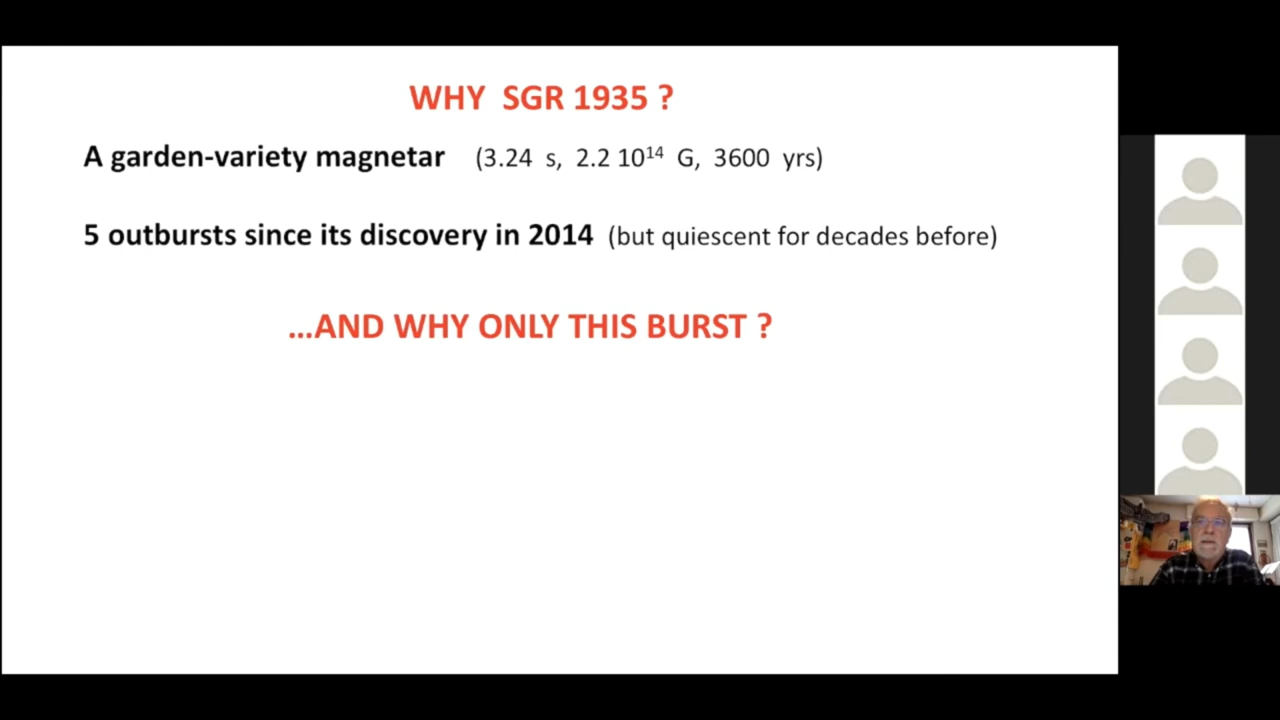 WHY SGR 1935 ?
A garden-variety magnetar (3.24 s, 2.2 10¹⁴ G, 3600 yrs)
5 outbursts since its discovery in 2014 (but quiescent for decades before)
...AND WHY ONLY THIS BURST ?